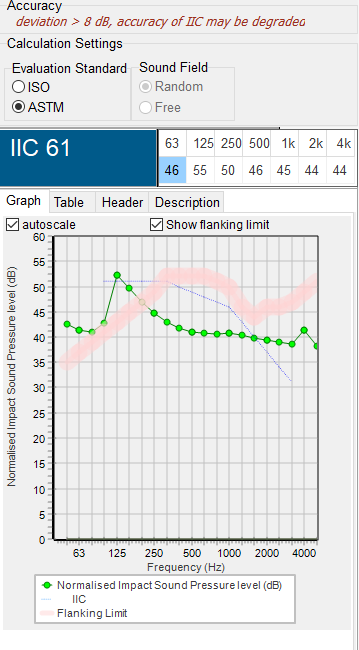 Accuracy
deviation > 8 dB, accuracy of IIC may be degraded
Calculation Settings
Evaluation Standard
Sound Field
ISO
Random
ASTM
Free
IIC 61
63 125 250 500 1k 2k 4k
46 55 50 46 45 44 44
Graph Table Header Description
autoscale Show flanking limit
Normalised Impact Sound Pressure level (dB)
60
55
50
45
40
35
30
25
20
15
10
5
0
63 125 250 500 1000 2000 4000
Frequency (Hz)
Normalised Impact Sound Pressure level (dB)
IIC
Flanking Limit